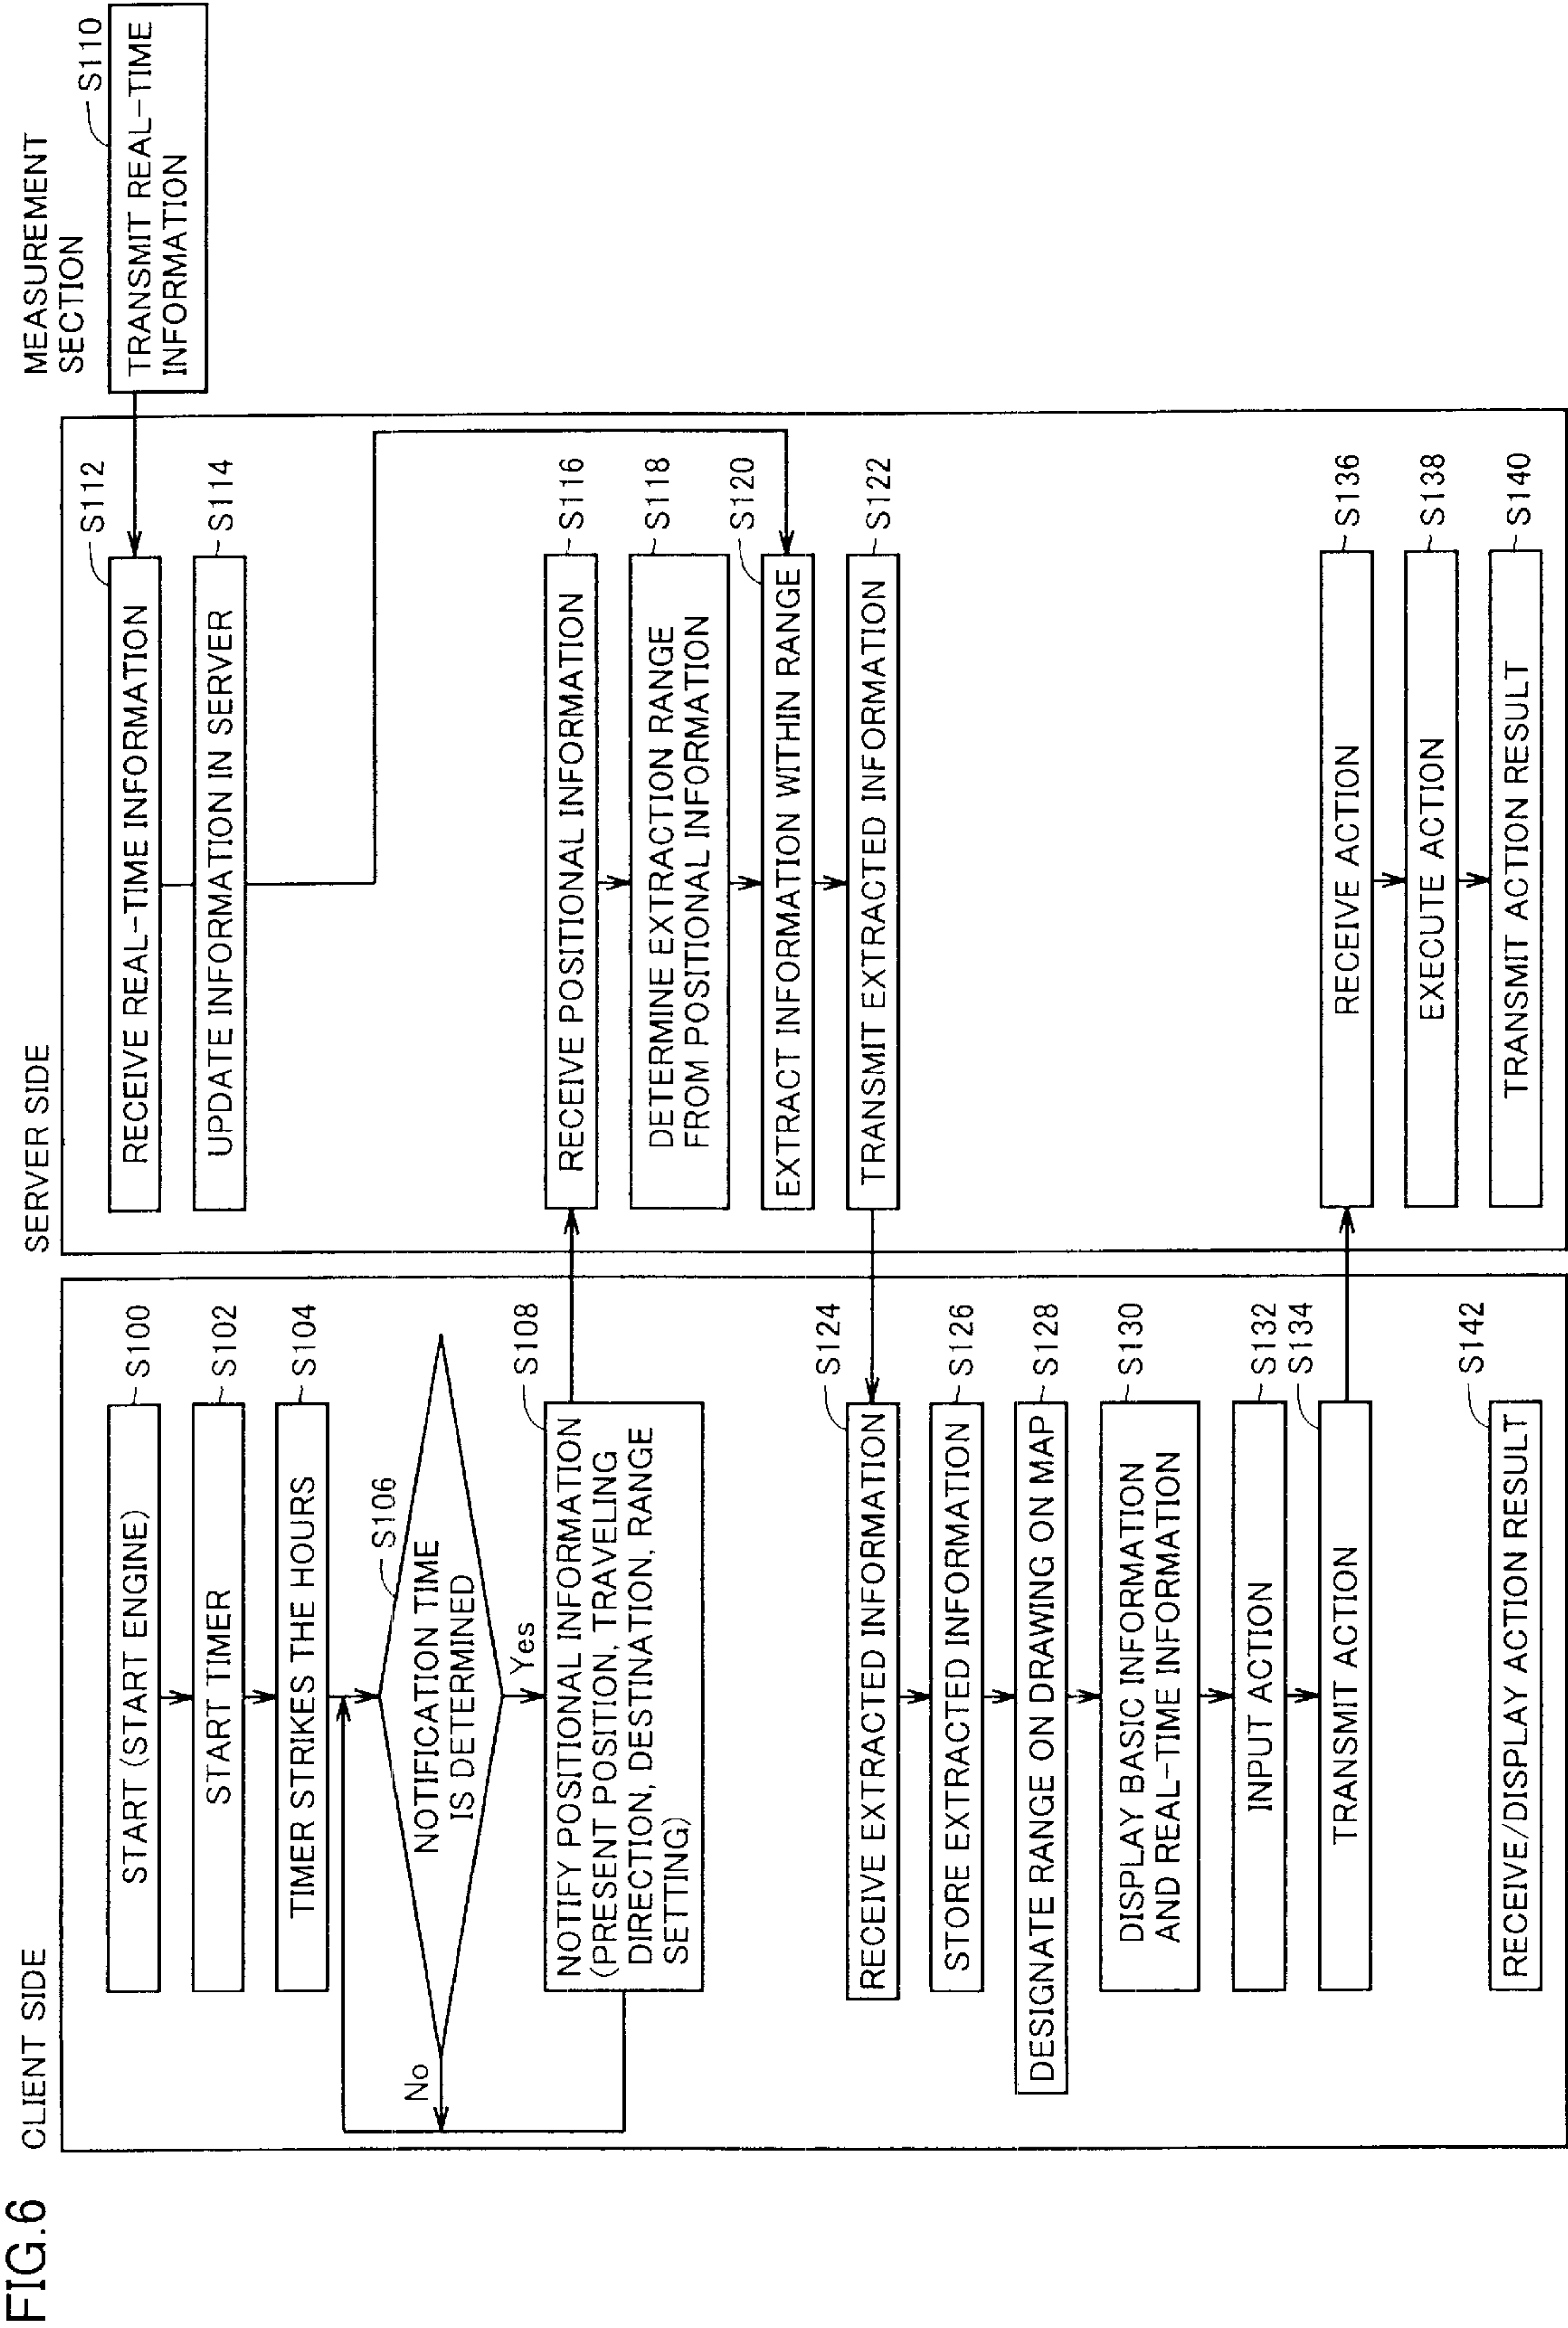 FIG.6
CLIENT SIDE
START (START ENGINE)
S100
START TIMER
S102
TIMER STRIKES THE HOURS
S104
NOTIFICATION TIME
IS DETERMINED
S106
No
Yes
NOTIFY POSITIONAL INFORMATION
(PRESENT POSITION, TRAVELING
DIRECTION, DESTINATION, RANGE
SETTING)
S108
RECEIVE EXTRACTED INFORMATION
S124
STORE EXTRACTED INFORMATION
S126
DESIGNATE RANGE ON DRAWING ON MAP
S128
DISPLAY BASIC INFORMATION
AND REAL-TIME INFORMATION
S130
INPUT ACTION
S132
TRANSMIT ACTION
S134
RECEIVE/DISPLAY ACTION RESULT
S142
SERVER SIDE
RECEIVE REAL-TIME INFORMATION
S112
UPDATE INFORMATION IN SERVER
S114
RECEIVE POSITIONAL INFORMATION
S116
DETERMINE EXTRACTION RANGE
FROM POSITIONAL INFORMATION
S118
EXTRACT INFORMATION WITHIN RANGE
S120
TRANSMIT EXTRACTED INFORMATION
S122
RECEIVE ACTION
S136
EXECUTE ACTION
S138
TRANSMIT ACTION RESULT
S140
MEASUREMENT
SECTION
TRANSMIT REAL-TIME
INFORMATION
S110